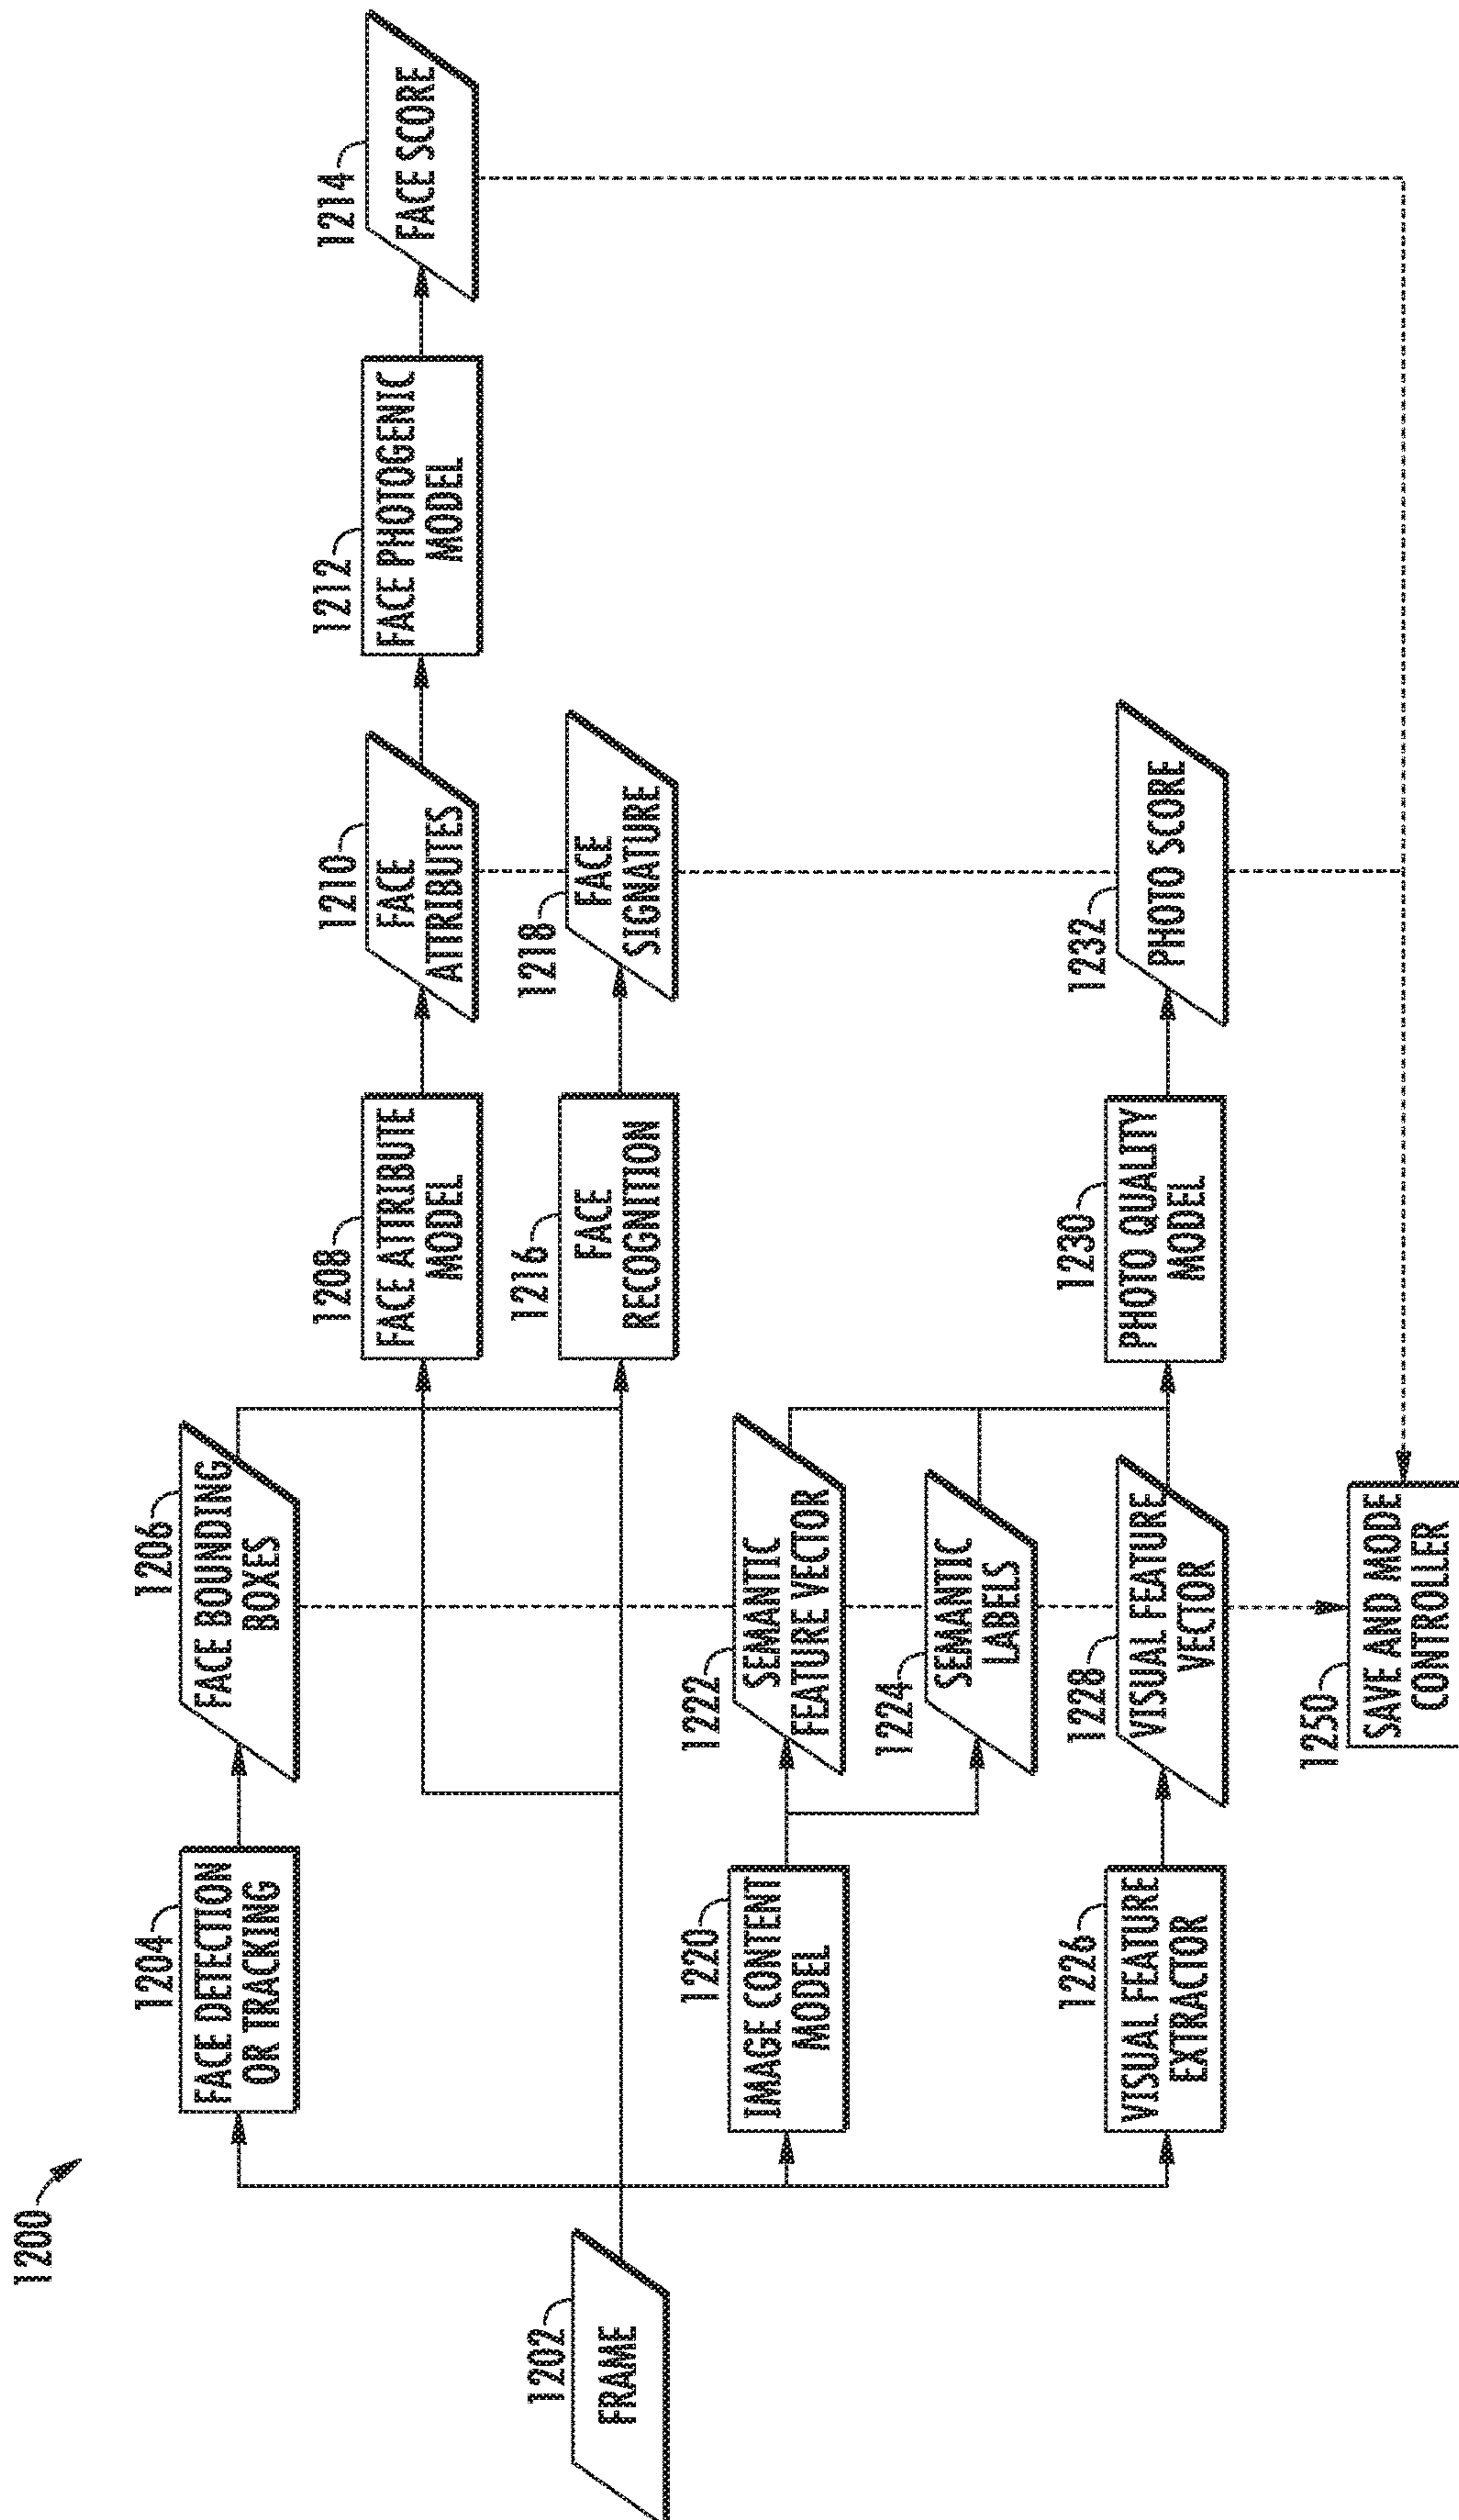 1200
1202
FRAME
1204
FACE DETECTION
OR TRACKING
1206
FACE BOUNDING
BOXES
1208
FACE ATTRIBUTE
MODEL
1210
FACE
ATTRIBUTES
1212
FACE PHOTOGENIC
MODEL
1214
FACE SCORE
1216
FACE
RECOGNITION
1218
FACE
SIGNATURE
1220
IMAGE CONTENT
MODEL
1222
SEMANTIC
FEATURE VECTOR
1224
SEMANTIC
LABELS
1226
VISUAL FEATURE
EXTRACTOR
1228
VISUAL FEATURE
VECTOR
1230
PHOTO QUALITY
MODEL
1232
PHOTO SCORE
1250
SAVE AND MODE
CONTROLLER